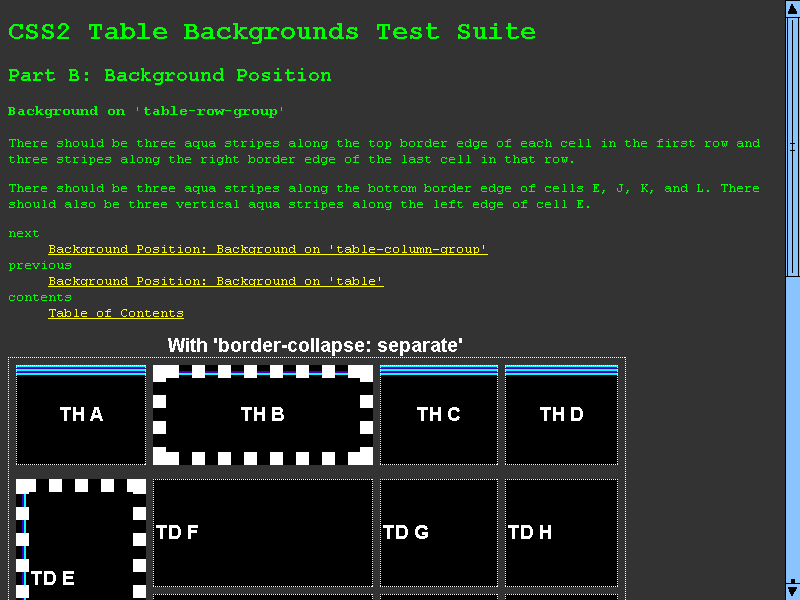 CSS2 Table Backgrounds Test Suite
Part B: Background Position
Background on 'table-row-group'
There should be three aqua stripes along the top border edge of each cell in the first row and
three stripes along the right border edge of the last cell in that row.
There should be three aqua stripes along the bottom border edge of cells E, J, K, and L. There
should also be three vertical aqua stripes along the left edge of cell E.
next
Background Position: Background on 'table-column-group'
previous
Background Position: Background on 'table'
contents
Table of Contents
With 'border-collapse: separate'
TH A TH B TH C TH D
TD F TD G TD H
TD E